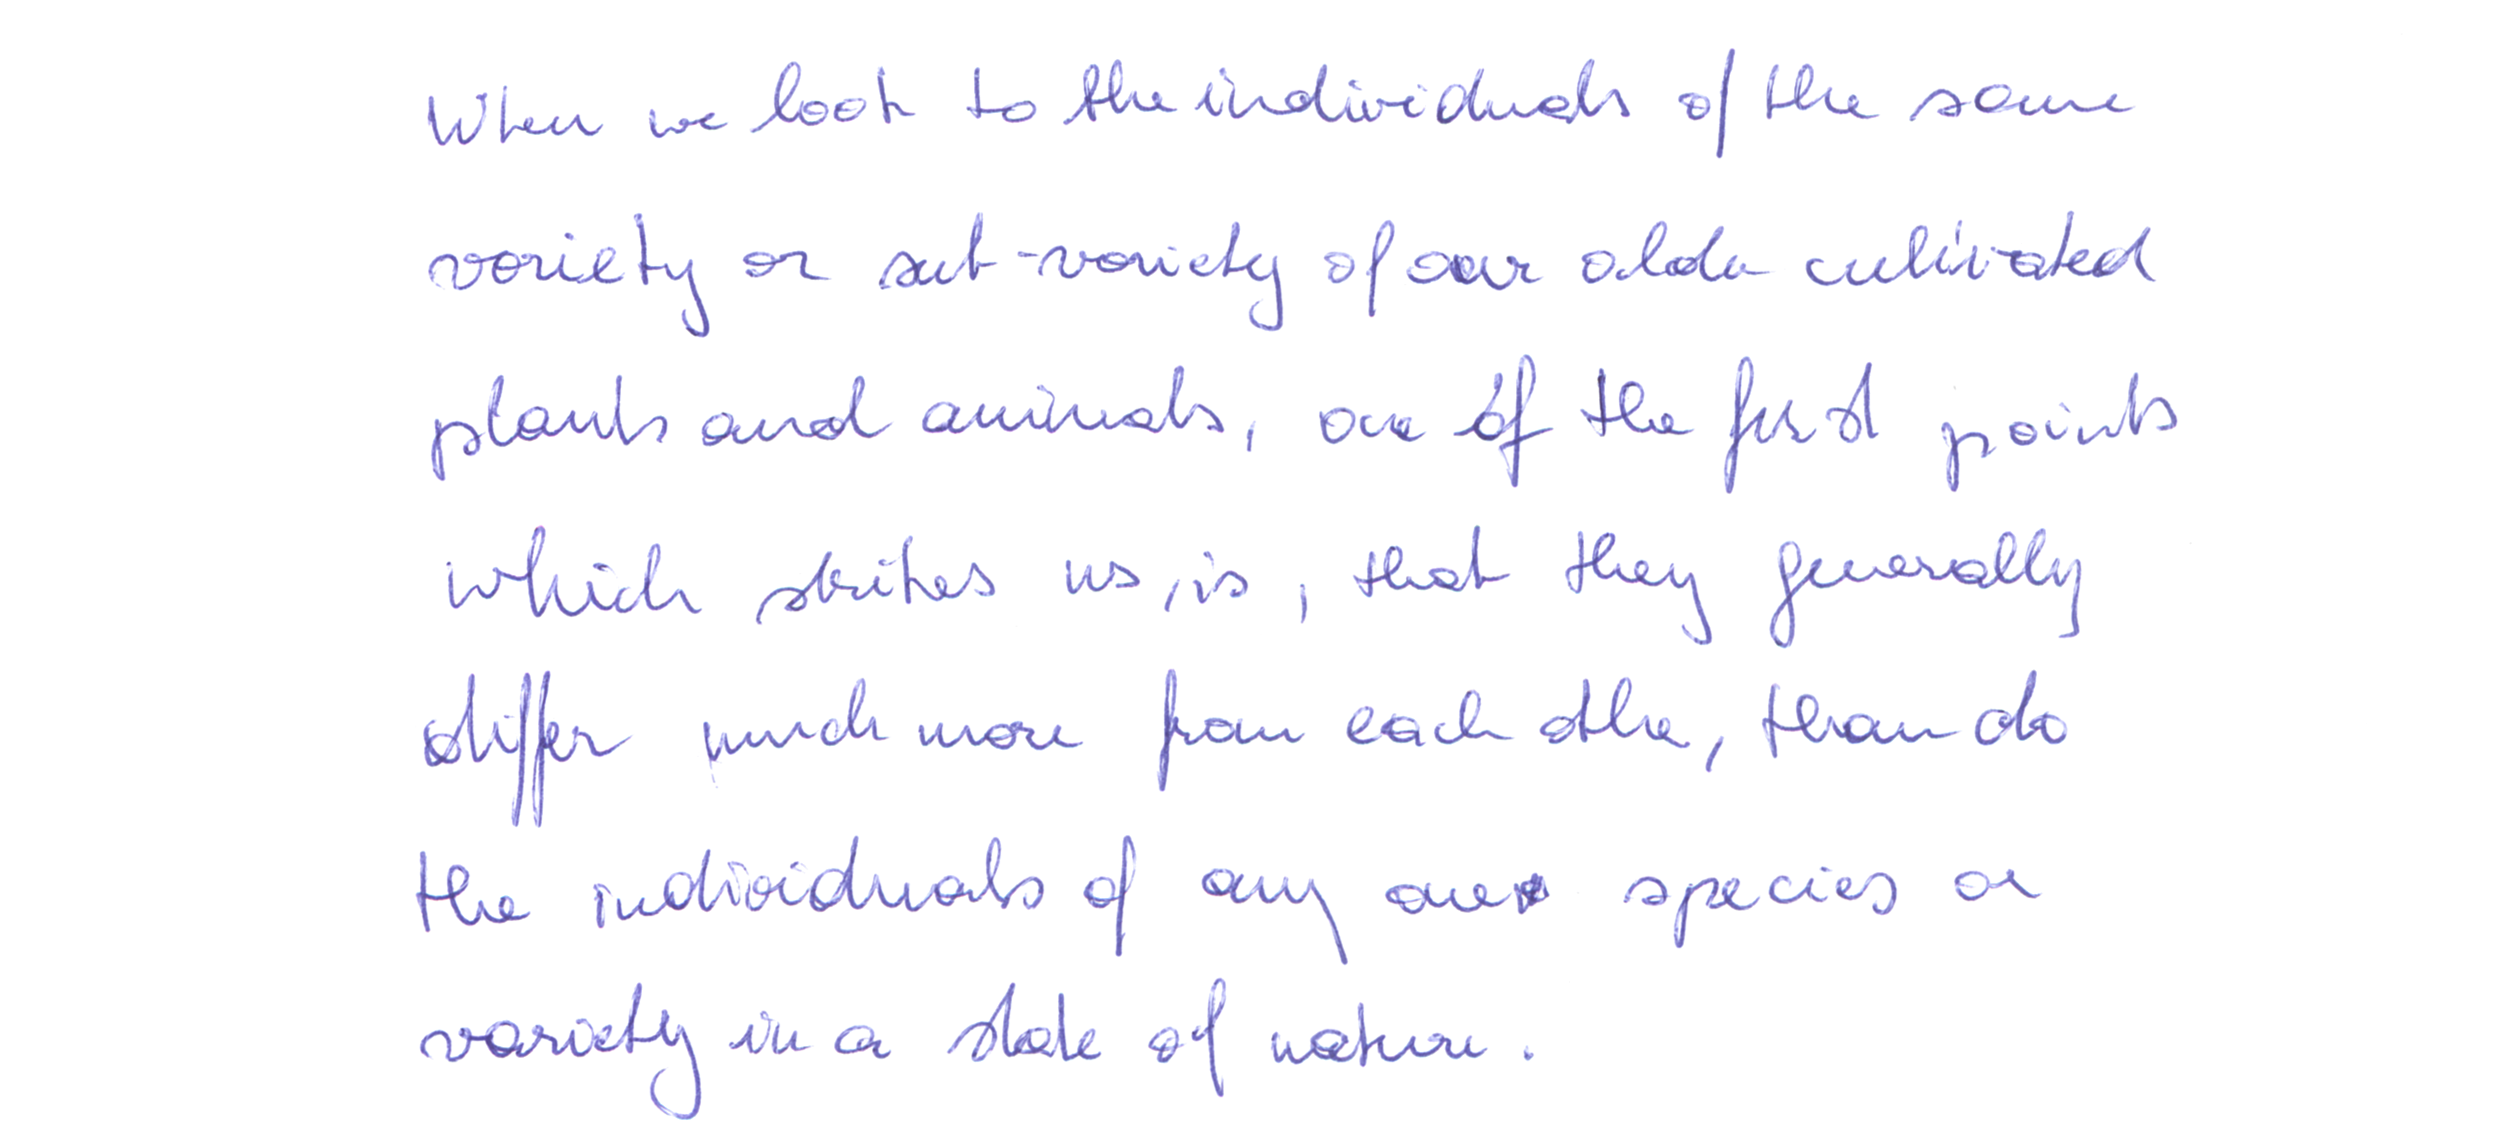 When we look to the individuals of the same
variety or sub-variety of our older cultivated
plants and animals, one of the first points
which strikes us, is, that they generally
differ much more from each other, than do
the individuals of any one species or
variety in a state of nature.